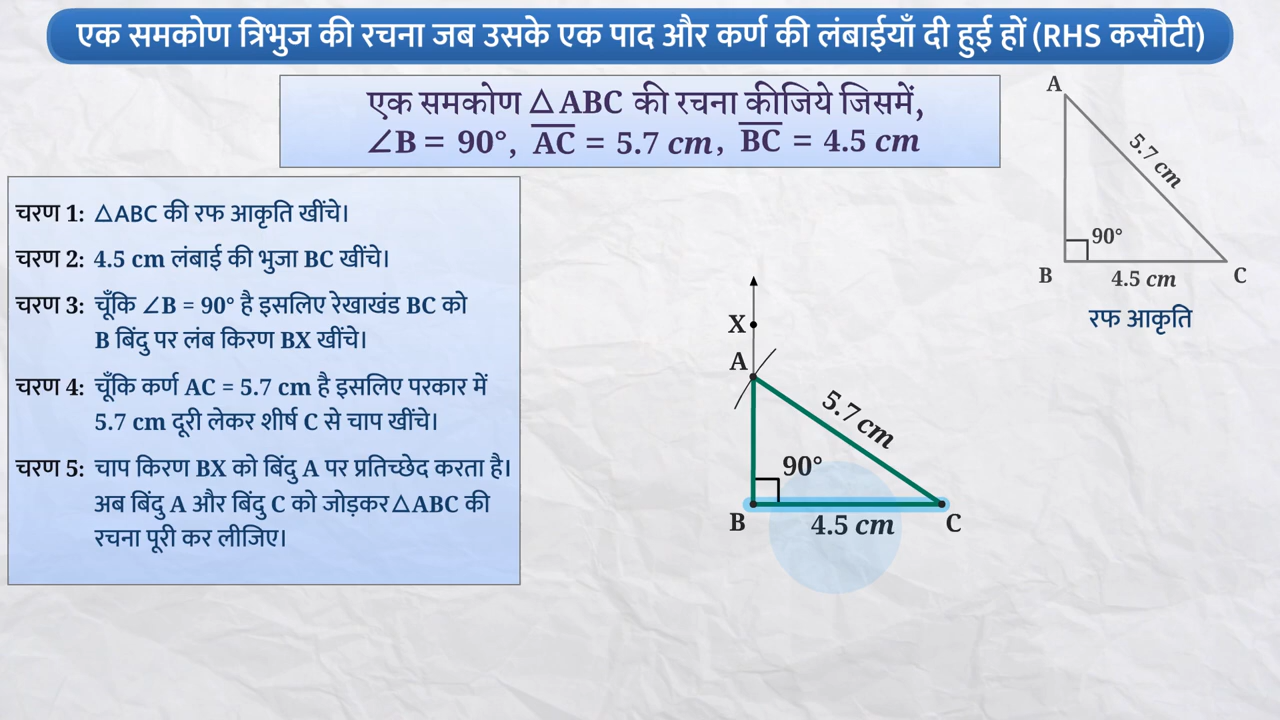 एक समकोण त्रिभुज की रचना जब उसके एक पाद और कर्ण की लंबाईयाँ दी हुई हों (RHS कसौटी)
एक समकोण △ABC की रचना कीजिये जिसमें,
∠B = 90°, A̅C̅ = 5.7 cm, B̅C̅ = 4.5 cm
चरण 1: △ABC की रफ आकृति खींचे।
चरण 2: 4.5 cm लंबाई की भुजा BC खींचे।
चरण 3: चूँकि ∠B = 90° है इसलिए रेखाखंड BC को
B बिंदु पर लंब किरण BX खींचे।
चरण 4: चूँकि कर्ण AC = 5.7 cm है इसलिए परकार में
5.7 cm दूरी लेकर शीर्ष C से चाप खींचे।
चरण 5: चाप किरण BX को बिंदु A पर प्रतिच्छेद करता है।
अब बिंदु A और बिंदु C को जोड़कर △ABC की
रचना पूरी कर लीजिए।
X
A
5.7 cm
90°
B
4.5 cm
C
A
5.7 cm
90°
B
4.5 cm
C
रफ आकृति